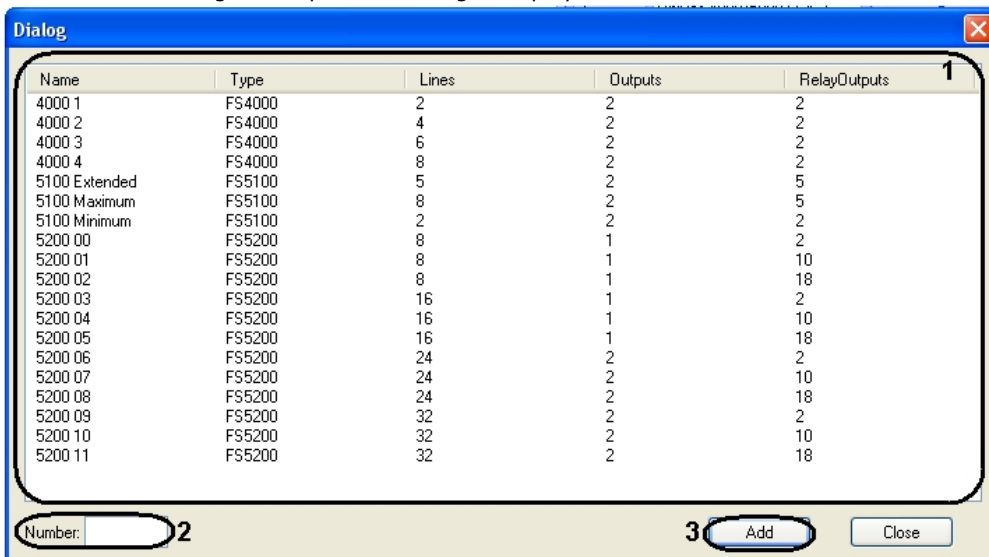 Dialog
1
Name Type Lines Outputs RelayOutputs
4000 1 FS4000 2 2 2
4000 2 FS4000 4 2 2
4000 3 FS4000 6 2 2
4000 4 FS4000 8 2 2
5100 Extended FS5100 5 2 5
5100 Maximum FS5100 8 2 5
5100 Minimum FS5100 2 2 2
5200 00 FS5200 8 1 2
5200 01 FS5200 8 1 10
5200 02 FS5200 8 1 18
5200 03 FS5200 16 1 2
5200 04 FS5200 16 1 10
5200 05 FS5200 16 1 18
5200 06 FS5200 24 2 2
5200 07 FS5200 24 2 10
5200 08 FS5200 24 2 18
5200 09 FS5200 32 2 2
5200 10 FS5200 32 2 10
5200 11 FS5200 32 2 18
Number: 2 3 Add Close